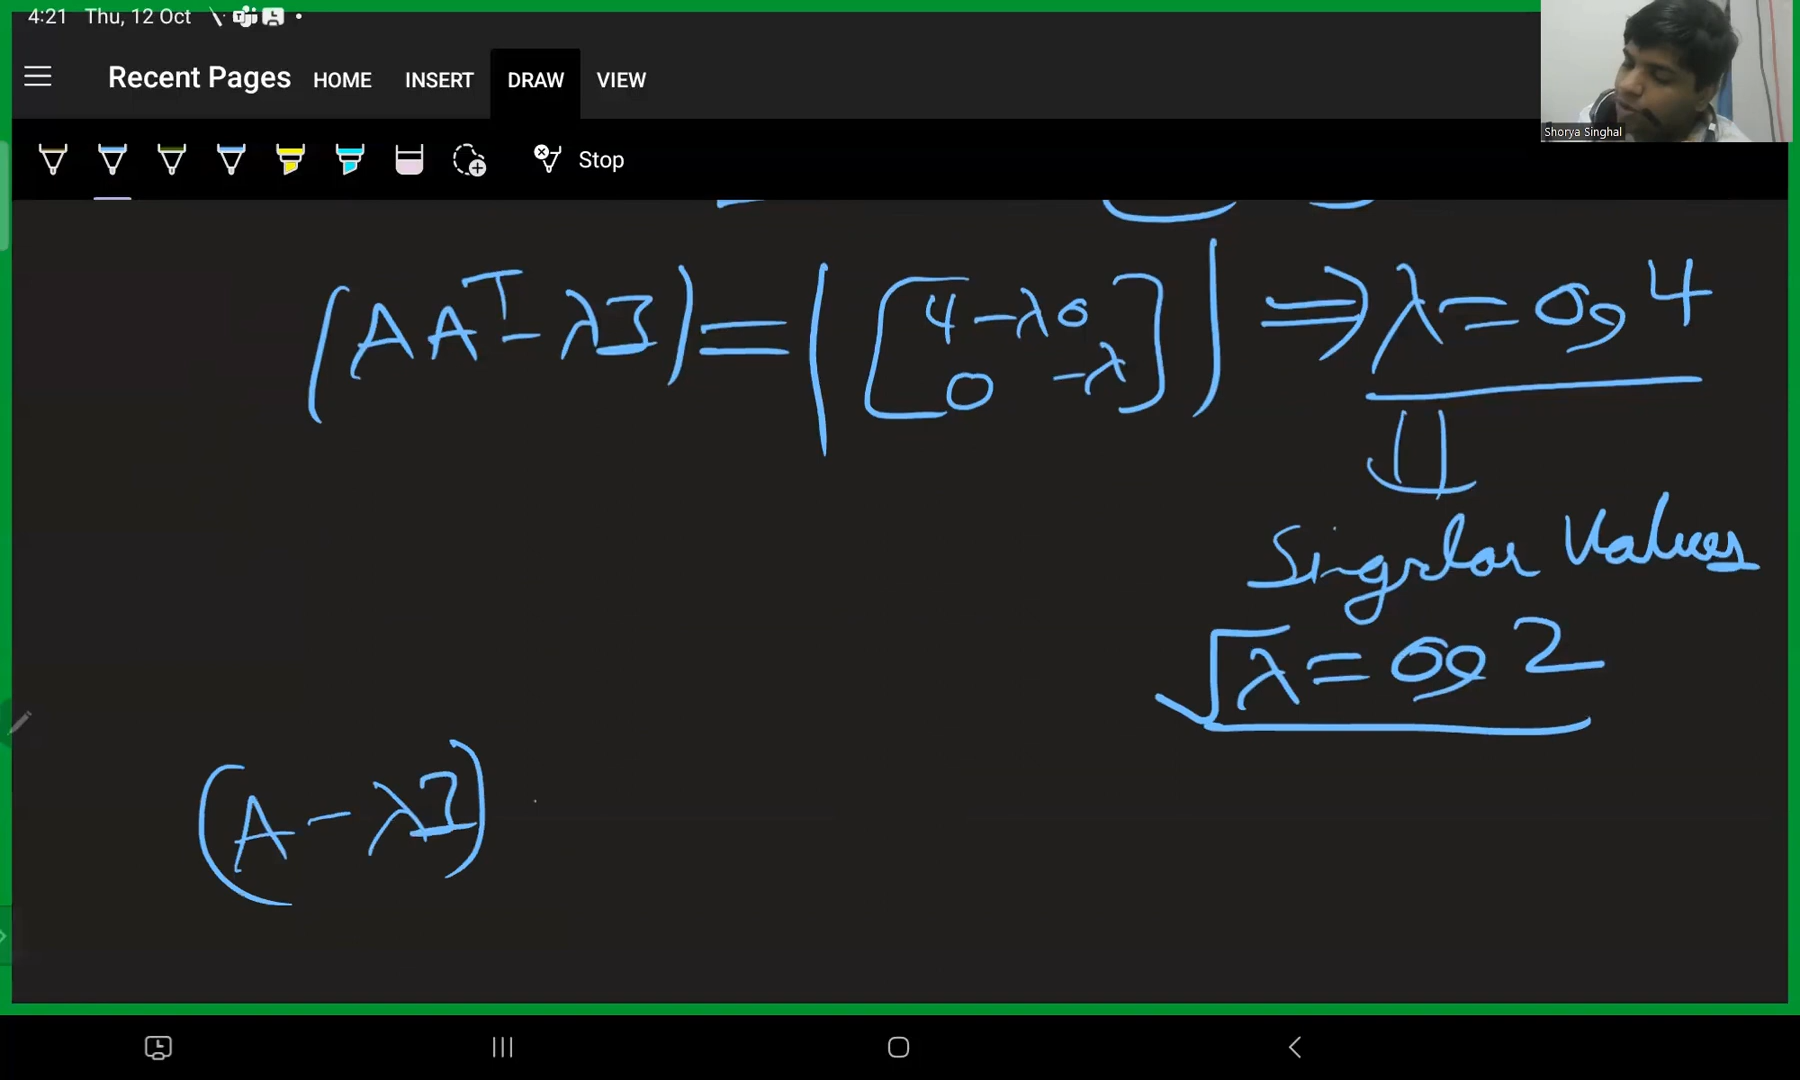 4:21 Thu, 12 Oct
Recent Pages HOME INSERT DRAW VIEW
Stop
Shorya Singhal
(AAᵀ - λI) = |[4-λ 0
0 -λ]| ⇒ λ = 0, 4
Singular Values
√λ = 0, 2
(A - λI)